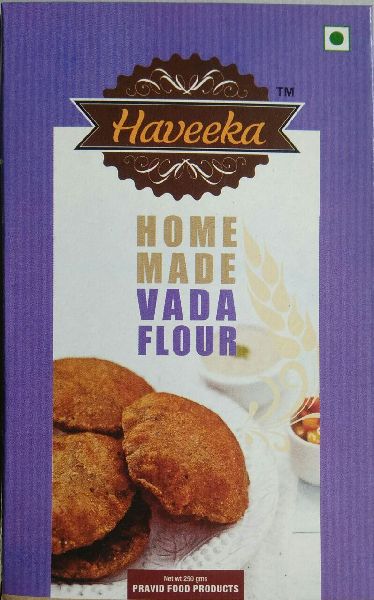 TM
Haveeka
HOME
MADE
VADA
FLOUR
Net wt 250 gms
PRAVID FOOD PRODUCTS